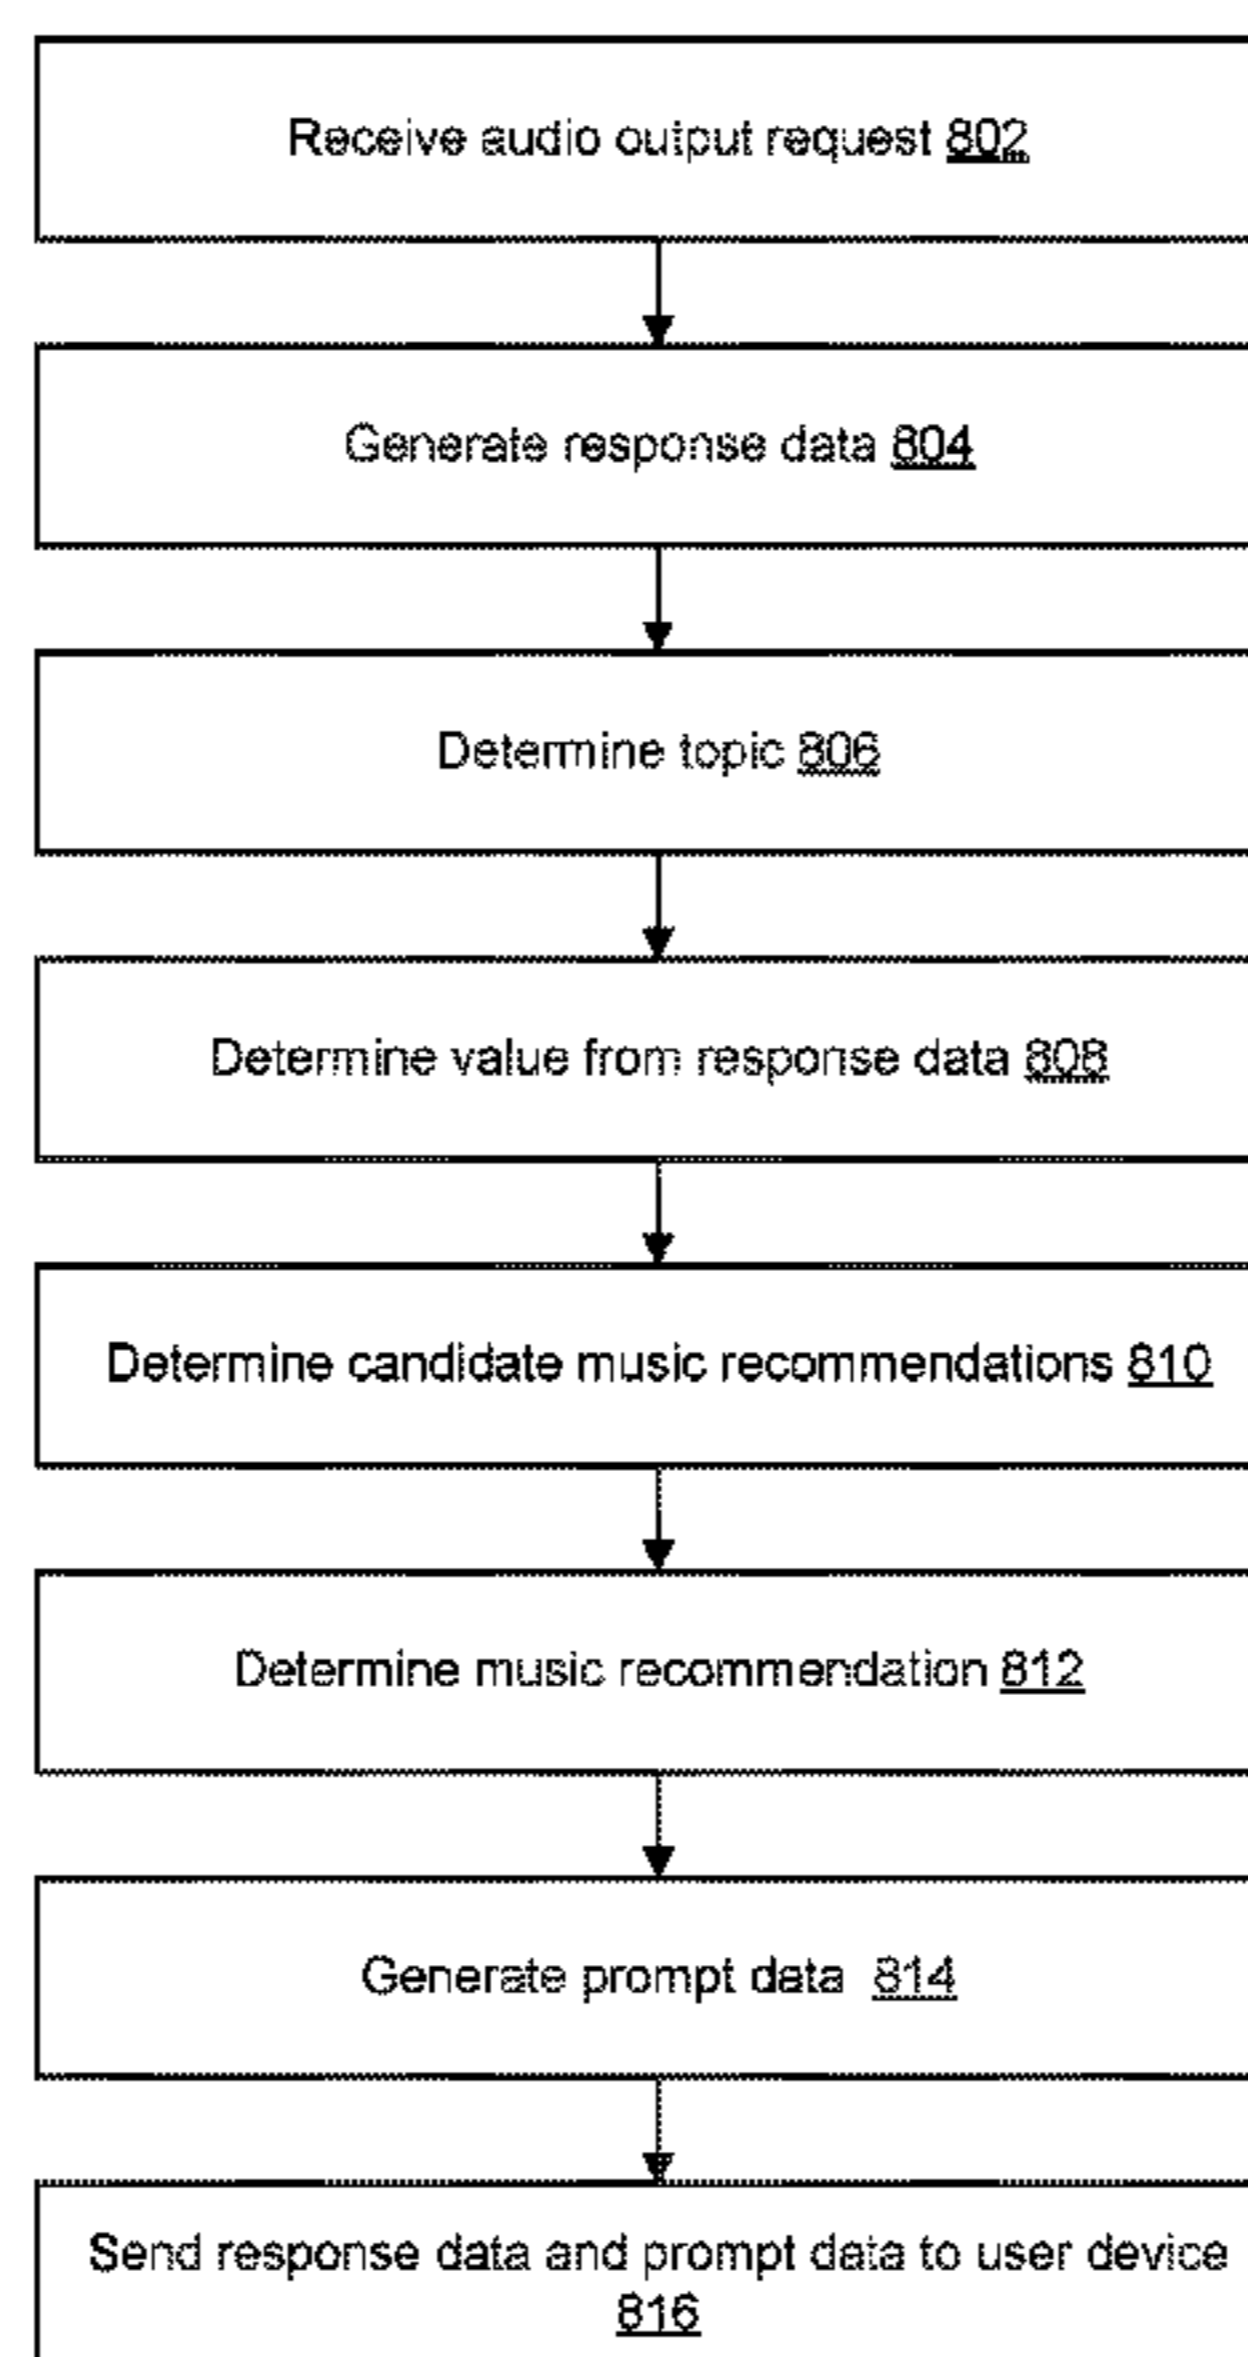 Receive audio output request 802
Generate response data 804
Determine topic 806
Determine value from response data 808
Determine candidate music recommendations 810
Determine music recommendation 812
Generate prompt data 814
Send response data and prompt data to user device
816